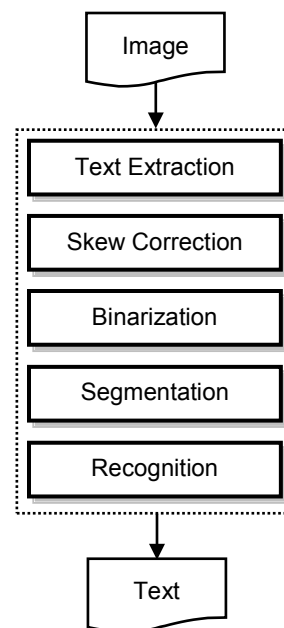 Image
Text Extraction
Skew Correction
Binarization
Segmentation
Recognition
Text